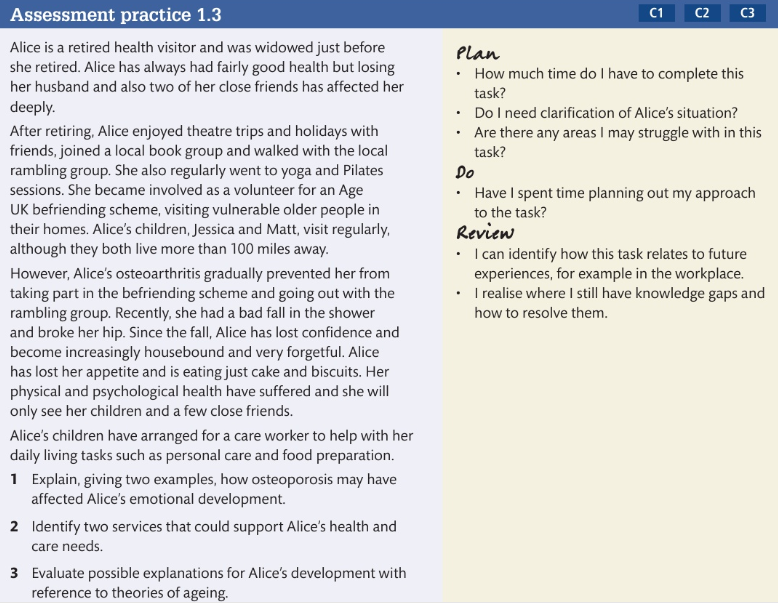 Assessment practice 1.3
C1 C2 C3
Alice is a retired health visitor and was widowed just before
she retired. Alice has always had fairly good health but losing
her husband and also two of her close friends has affected her
deeply.
After retiring, Alice enjoyed theatre trips and holidays with
friends, joined a local book group and walked with the local
rambling group. She also regularly went to yoga and Pilates
sessions. She became involved as a volunteer for an Age
UK befriending scheme, visiting vulnerable older people in
their homes. Alice's children, Jessica and Matt, visit regularly,
although they both live more than 100 miles away.
However, Alice's osteoarthritis gradually prevented her from
taking part in the befriending scheme and going out with the
rambling group. Recently, she had a bad fall in the shower
and broke her hip. Since the fall, Alice has lost confidence and
become increasingly housebound and very forgetful. Alice
has lost her appetite and is eating just cake and biscuits. Her
physical and psychological health have suffered and she will
only see her children and a few close friends.
Alice's children have arranged for a care worker to help with her
daily living tasks such as personal care and food preparation.
1 Explain, giving two examples, how osteoporosis may have
affected Alice's emotional development.
2 Identify two services that could support Alice's health and
care needs.
3 Evaluate possible explanations for Alice's development with
reference to theories of ageing.
Plan
• How much time do I have to complete this
task?
• Do I need clarification of Alice's situation?
• Are there any areas I may struggle with in this
task?
Do
• Have I spent time planning out my approach
to the task?
Review
• I can identify how this task relates to future
experiences, for example in the workplace.
• I realise where I still have knowledge gaps and
how to resolve them.